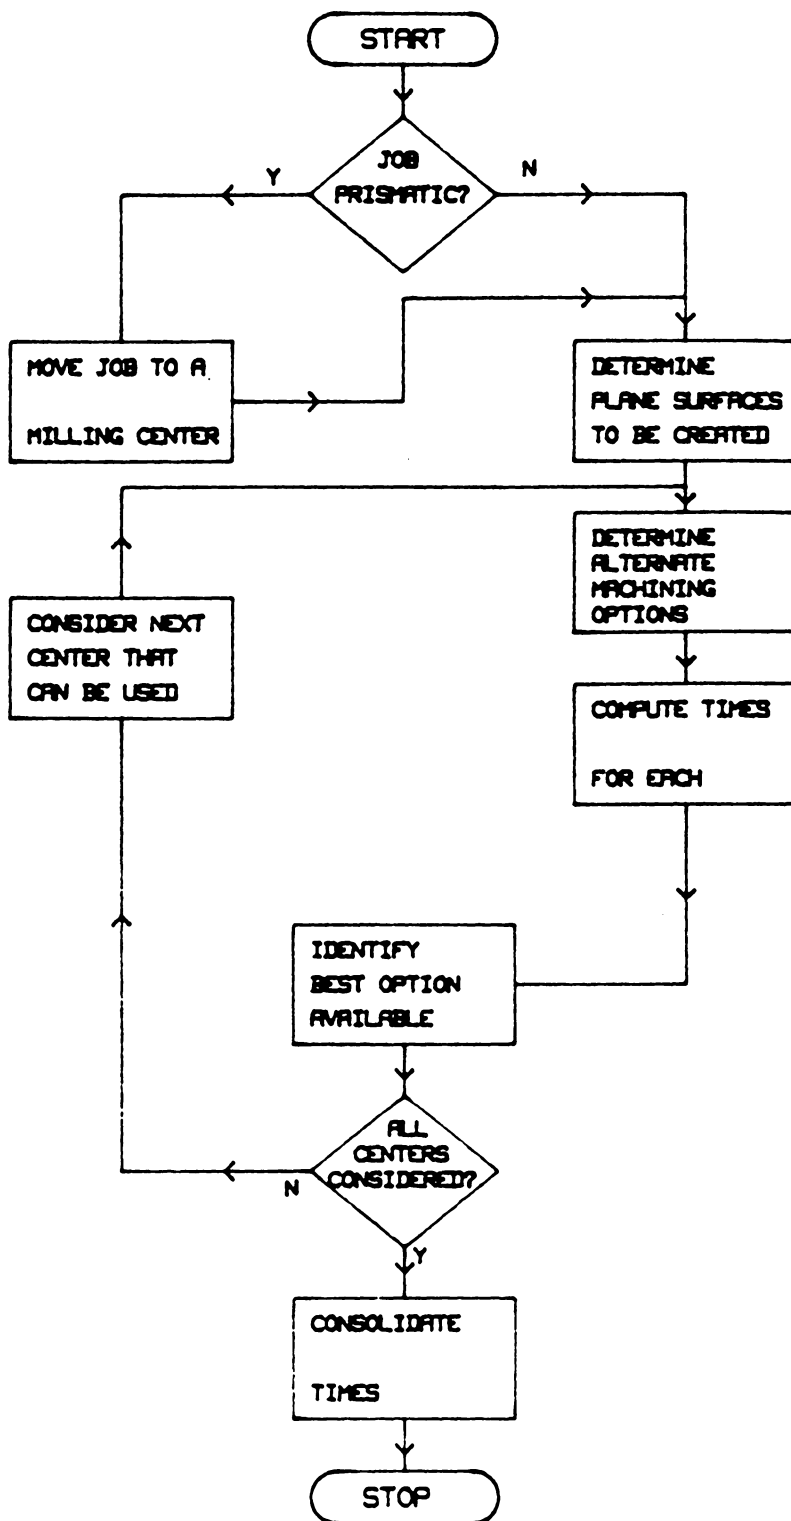 START
JOB
PRISMATIC?
Y
N
MOVE JOB TO A
MILLING CENTER
DETERMINE
PLANE SURFACES
TO BE CREATED
DETERMINE
ALTERNATE
MACHINING
OPTIONS
CONSIDER NEXT
CENTER THAT
CAN BE USED
COMPUTE TIMES
FOR EACH
IDENTIFY
BEST OPTION
AVAILABLE
ALL
CENTERS
CONSIDERED?
N
Y
CONSOLIDATE
TIMES
STOP